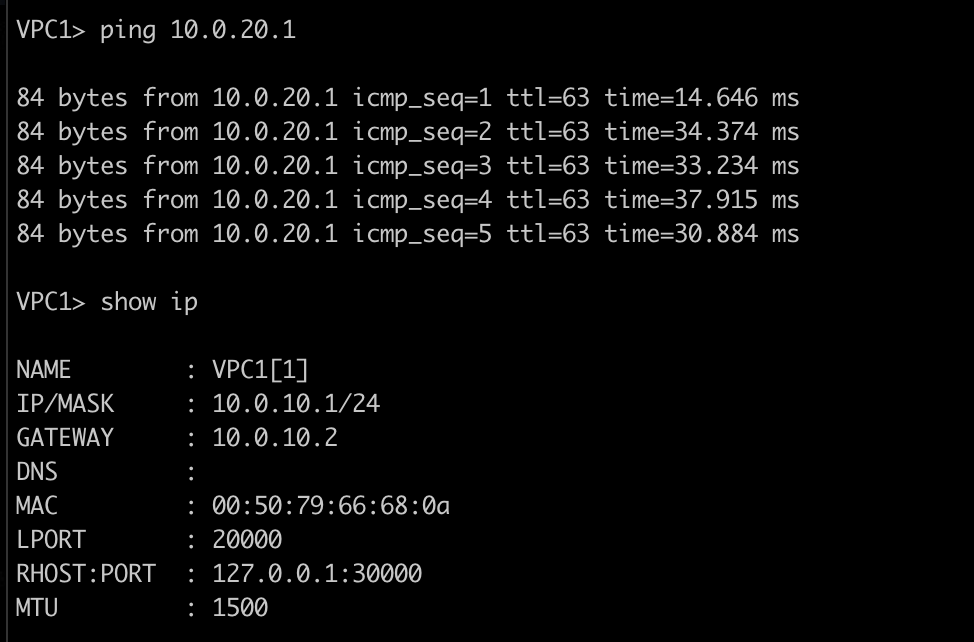 VPC1> ping 10.0.20.1
84 bytes from 10.0.20.1 icmp_seq=1 ttl=63 time=14.646 ms
84 bytes from 10.0.20.1 icmp_seq=2 ttl=63 time=34.374 ms
84 bytes from 10.0.20.1 icmp_seq=3 ttl=63 time=33.234 ms
84 bytes from 10.0.20.1 icmp_seq=4 ttl=63 time=37.915 ms
84 bytes from 10.0.20.1 icmp_seq=5 ttl=63 time=30.884 ms
VPC1> show ip
NAME        : VPC1[1]
IP/MASK     : 10.0.10.1/24
GATEWAY     : 10.0.10.2
DNS         :
MAC         : 00:50:79:66:68:0a
LPORT       : 20000
RHOST:PORT  : 127.0.0.1:30000
MTU         : 1500